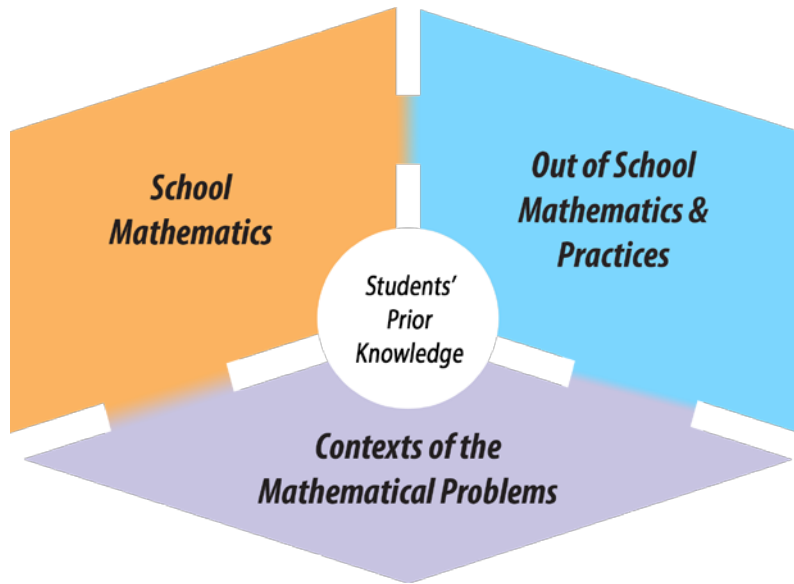 School
Mathematics
Out of School
Mathematics &
Practices
Students’
Prior
Knowledge
Contexts of the
Mathematical Problems